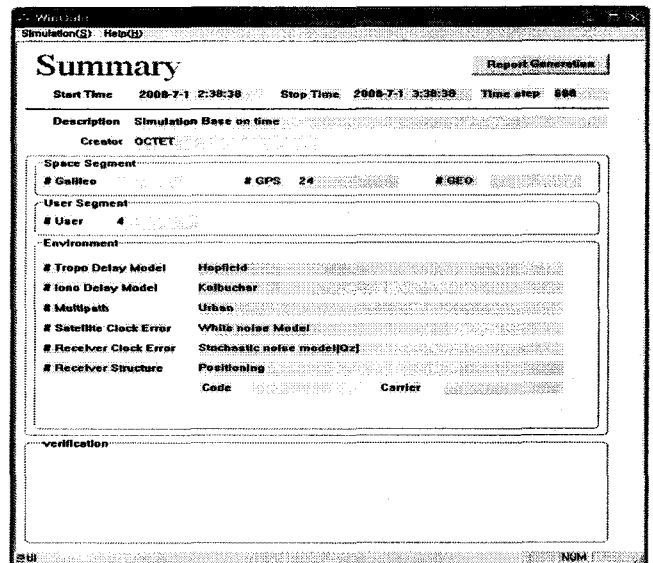 Simulation(S) Help(H)
Summary
Report Generation
Start Time 2008-7-1 2:38:38 Stop Time 2008-7-1 3:38:38 Time step
Description Simulation Base on time
Creator OCTET
Space Segment
# Galileo # GPS 24 # GEO
User Segment
# User 4
Environment
# Tropo Delay Model Hopfield
# Iono Delay Model Kolbuchar
# Multipath Urban
# Satellite Clock Error White noise Model
# Receiver Clock Error Stochastic noise model[Qz]
# Receiver Structure Positioning
Code Carrier
verification
NUM